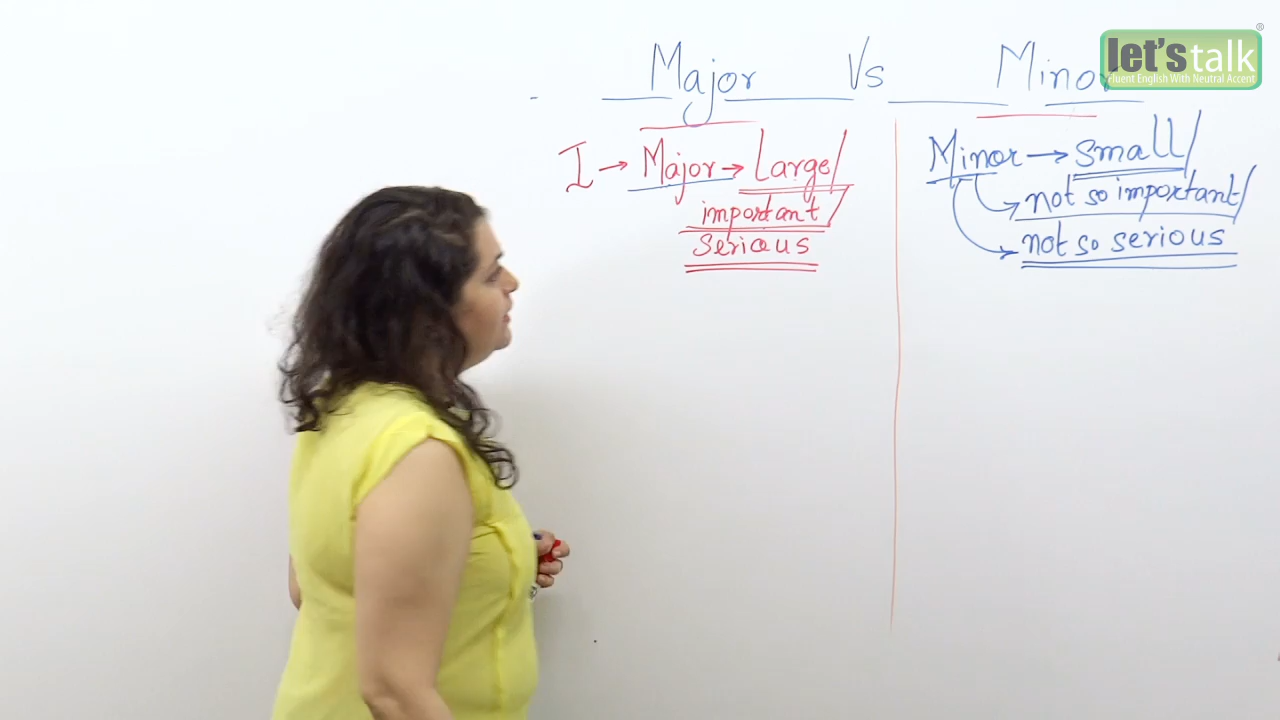 Major Vs Minor
I → Major → Large/
important/
Serious
Minor → small/
not so important/
not so serious
let's talk®
Fluent English With Neutral Accent